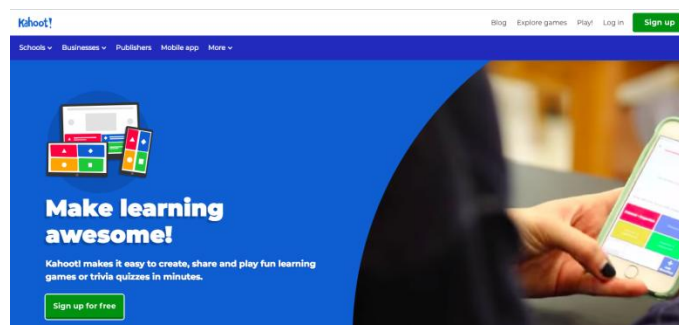 Kahoot!
Blog Explore games Play! Log in Sign up
Schools Businesses Publishers Mobile app More
Make learning
awesome!
Kahoot! makes it easy to create, share and play fun learning
games or trivia quizzes in minutes.
Sign up for free